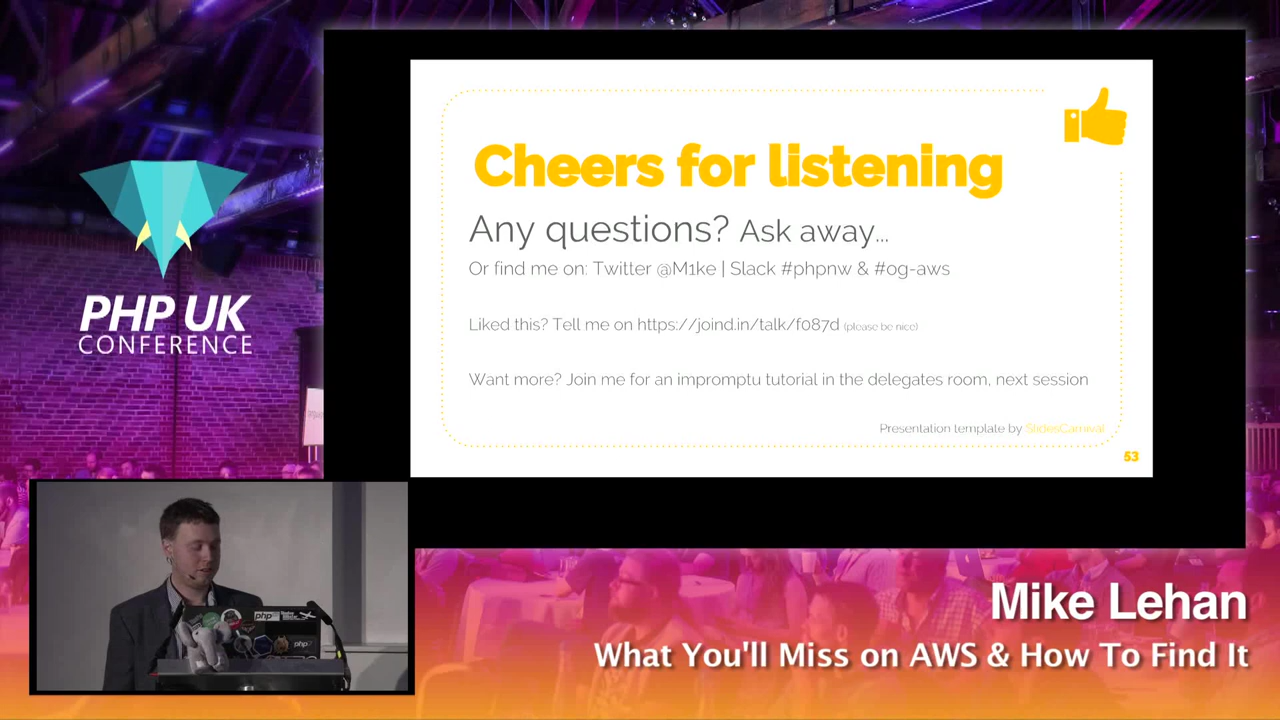 Cheers for listening
Any questions? Ask away...
Or find me on: Twitter @M1ke | Slack #phpnw & #og-aws
Liked this? Tell me on https://joind.in/talk/f087d (please be nice)
Want more? Join me for an impromptu tutorial in the delegates room, next session
Presentation template by SlidesCarnival
53
PHP UK
CONFERENCE
php
php
Mike Lehan
What You'll Miss on AWS & How To Find It